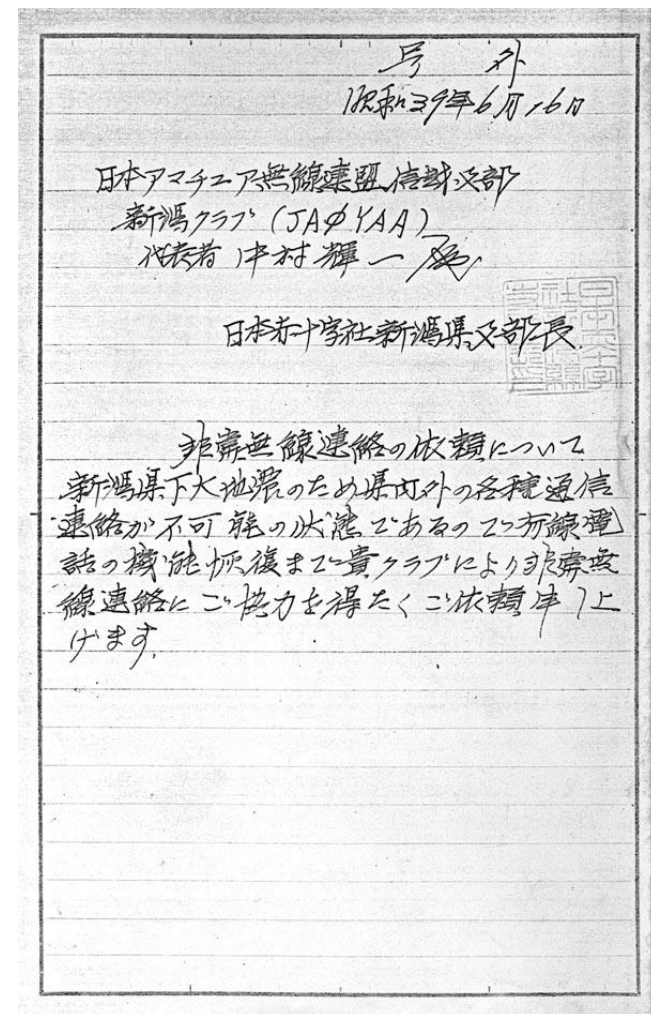 号外
昭和39年6月16日
日本アマチュア無線連盟信越支部
新潟クラブ(JAØYAA)
代表者 中村輝一殿
日本赤十字社新潟県支部長
非常無線連絡の依頼について
新潟県下大地震のため県内外の各種通信
連絡が不可能の状態であるので有線電
話の機能恢復まで貴クラブにより非常無
線連絡にご協力を得たくご依頼申し上
げます.